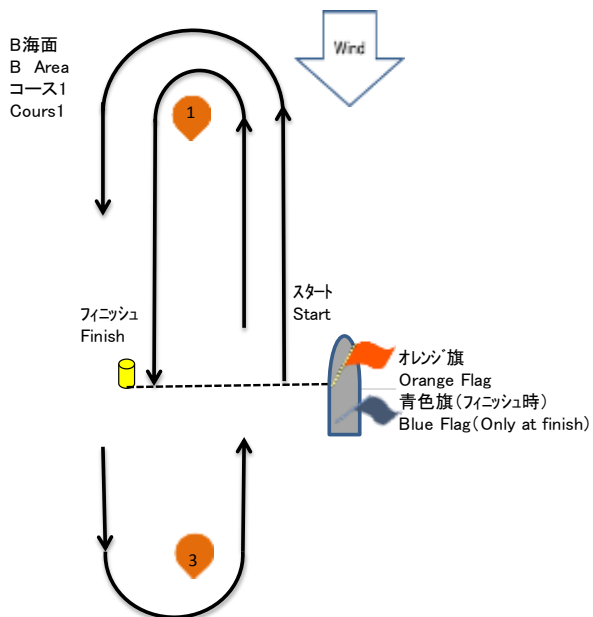 B海面
B Area
コース1
Cours1
Wind
1
スタート
Start
フィニッシュ
Finish
オレンジ旗
Orange Flag
青色旗(フィニッシュ時)
Blue Flag(Only at finish)
3